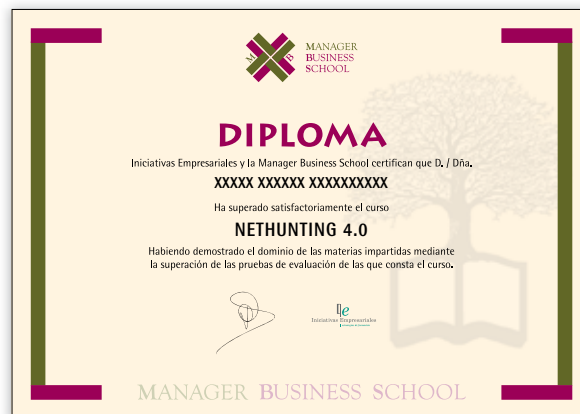 M B
MANAGER
BUSINESS
SCHOOL
DIPLOMA
Iniciativas Empresariales y la Manager Business School certifican que D. / Dña.
XXXXX XXXXXX XXXXXXXXXX
Ha superado satisfactoriamente el curso
NETHUNTING 4.0
Habiendo demostrado el dominio de las materias impartidas mediante
la superación de las pruebas de evaluación de las que consta el curso.
Iniciativas Empresariales
MANAGER BUSINESS SCHOOL